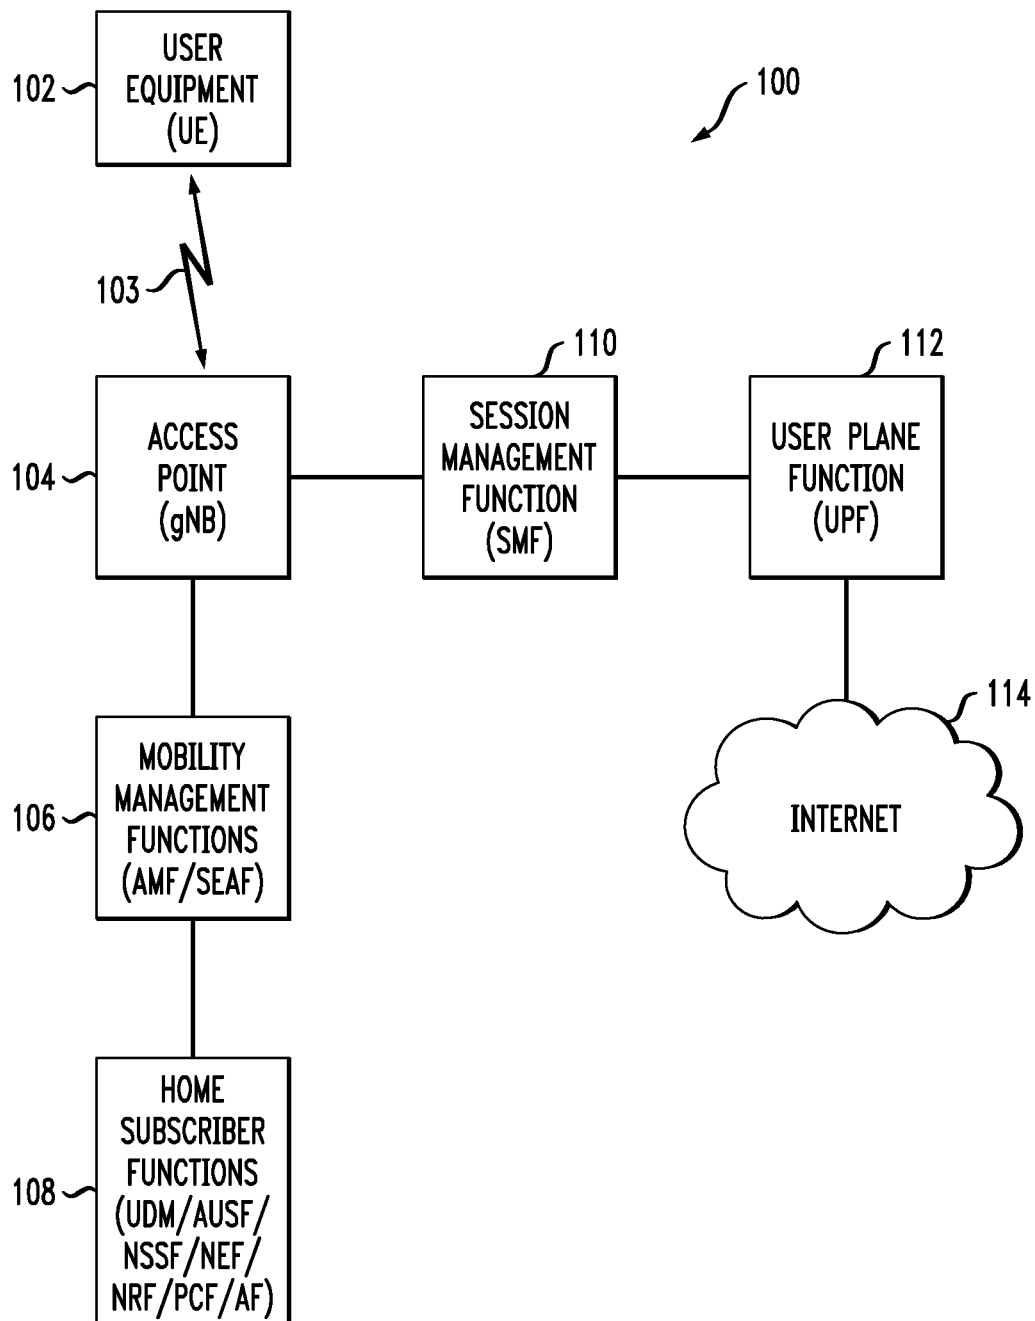 USER
EQUIPMENT
(UE)
102
100
103
110
112
ACCESS
POINT
(gNB)
104
SESSION
MANAGEMENT
FUNCTION
(SMF)
USER PLANE
FUNCTION
(UPF)
114
INTERNET
MOBILITY
MANAGEMENT
FUNCTIONS
(AMF/SEAF)
106
HOME
SUBSCRIBER
FUNCTIONS
(UDM/AUSF/
NSSF/NEF/
NRF/PCF/AF)
108